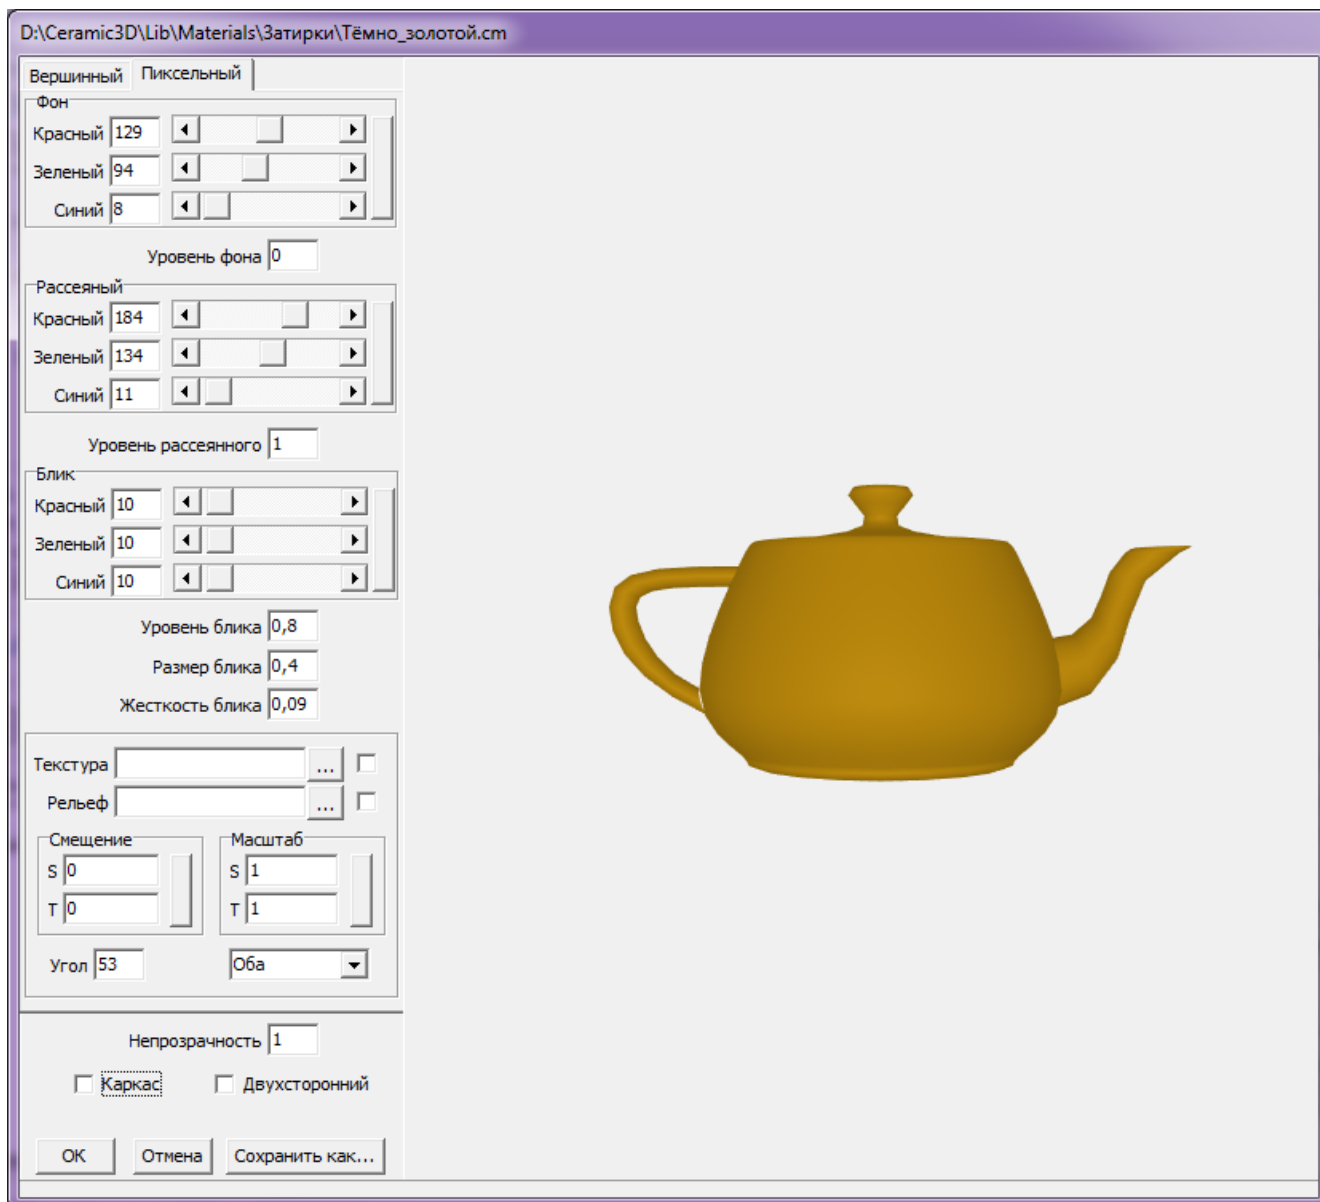 D:\Ceramic3D\Lib\Materials\Затирки\Тёмно_золотой.cm
Вершинный Пиксельный
Фон
Красный 129
Зеленый 94
Синий 8
Уровень фона 0
Рассеяный
Красный 184
Зеленый 134
Синий 11
Уровень рассеянного 1
Блик
Красный 10
Зеленый 10
Синий 10
Уровень блика 0,8
Размер блика 0,4
Жесткость блика 0,09
Текстура ...
Рельеф ...
Смещение Масштаб
S 0 S 1
T 0 T 1
Угол 53 Оба
Непрозрачность 1
Каркас Двухсторонний
OK Отмена Сохранить как...